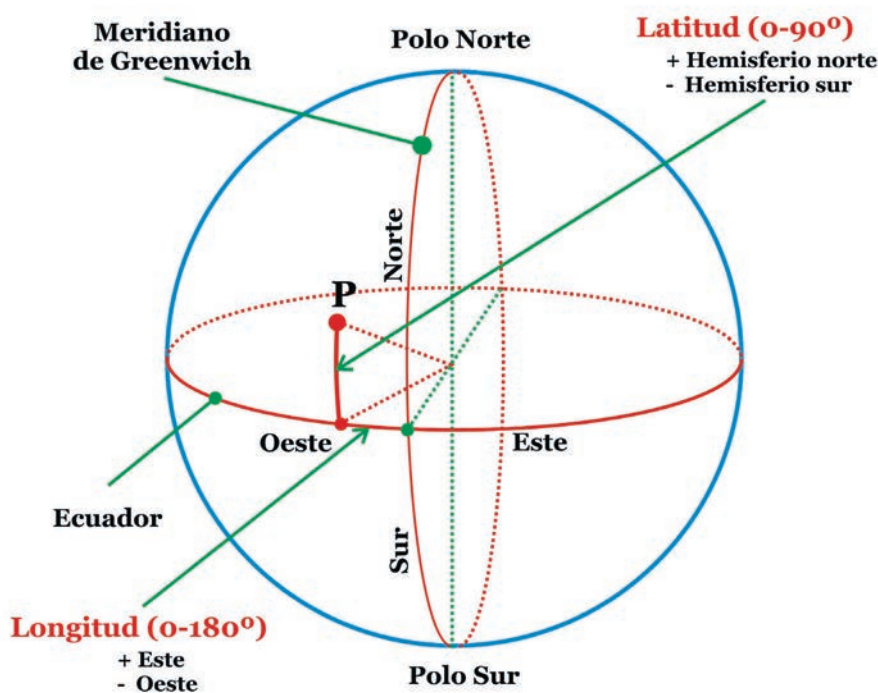 Meridiano
de Greenwich
Polo Norte
Latitud (0-90º)
+ Hemisferio norte
- Hemisferio sur
Norte
P
Oeste
Este
Ecuador
Sur
Longitud (0-180º)
+ Este
- Oeste
Polo Sur